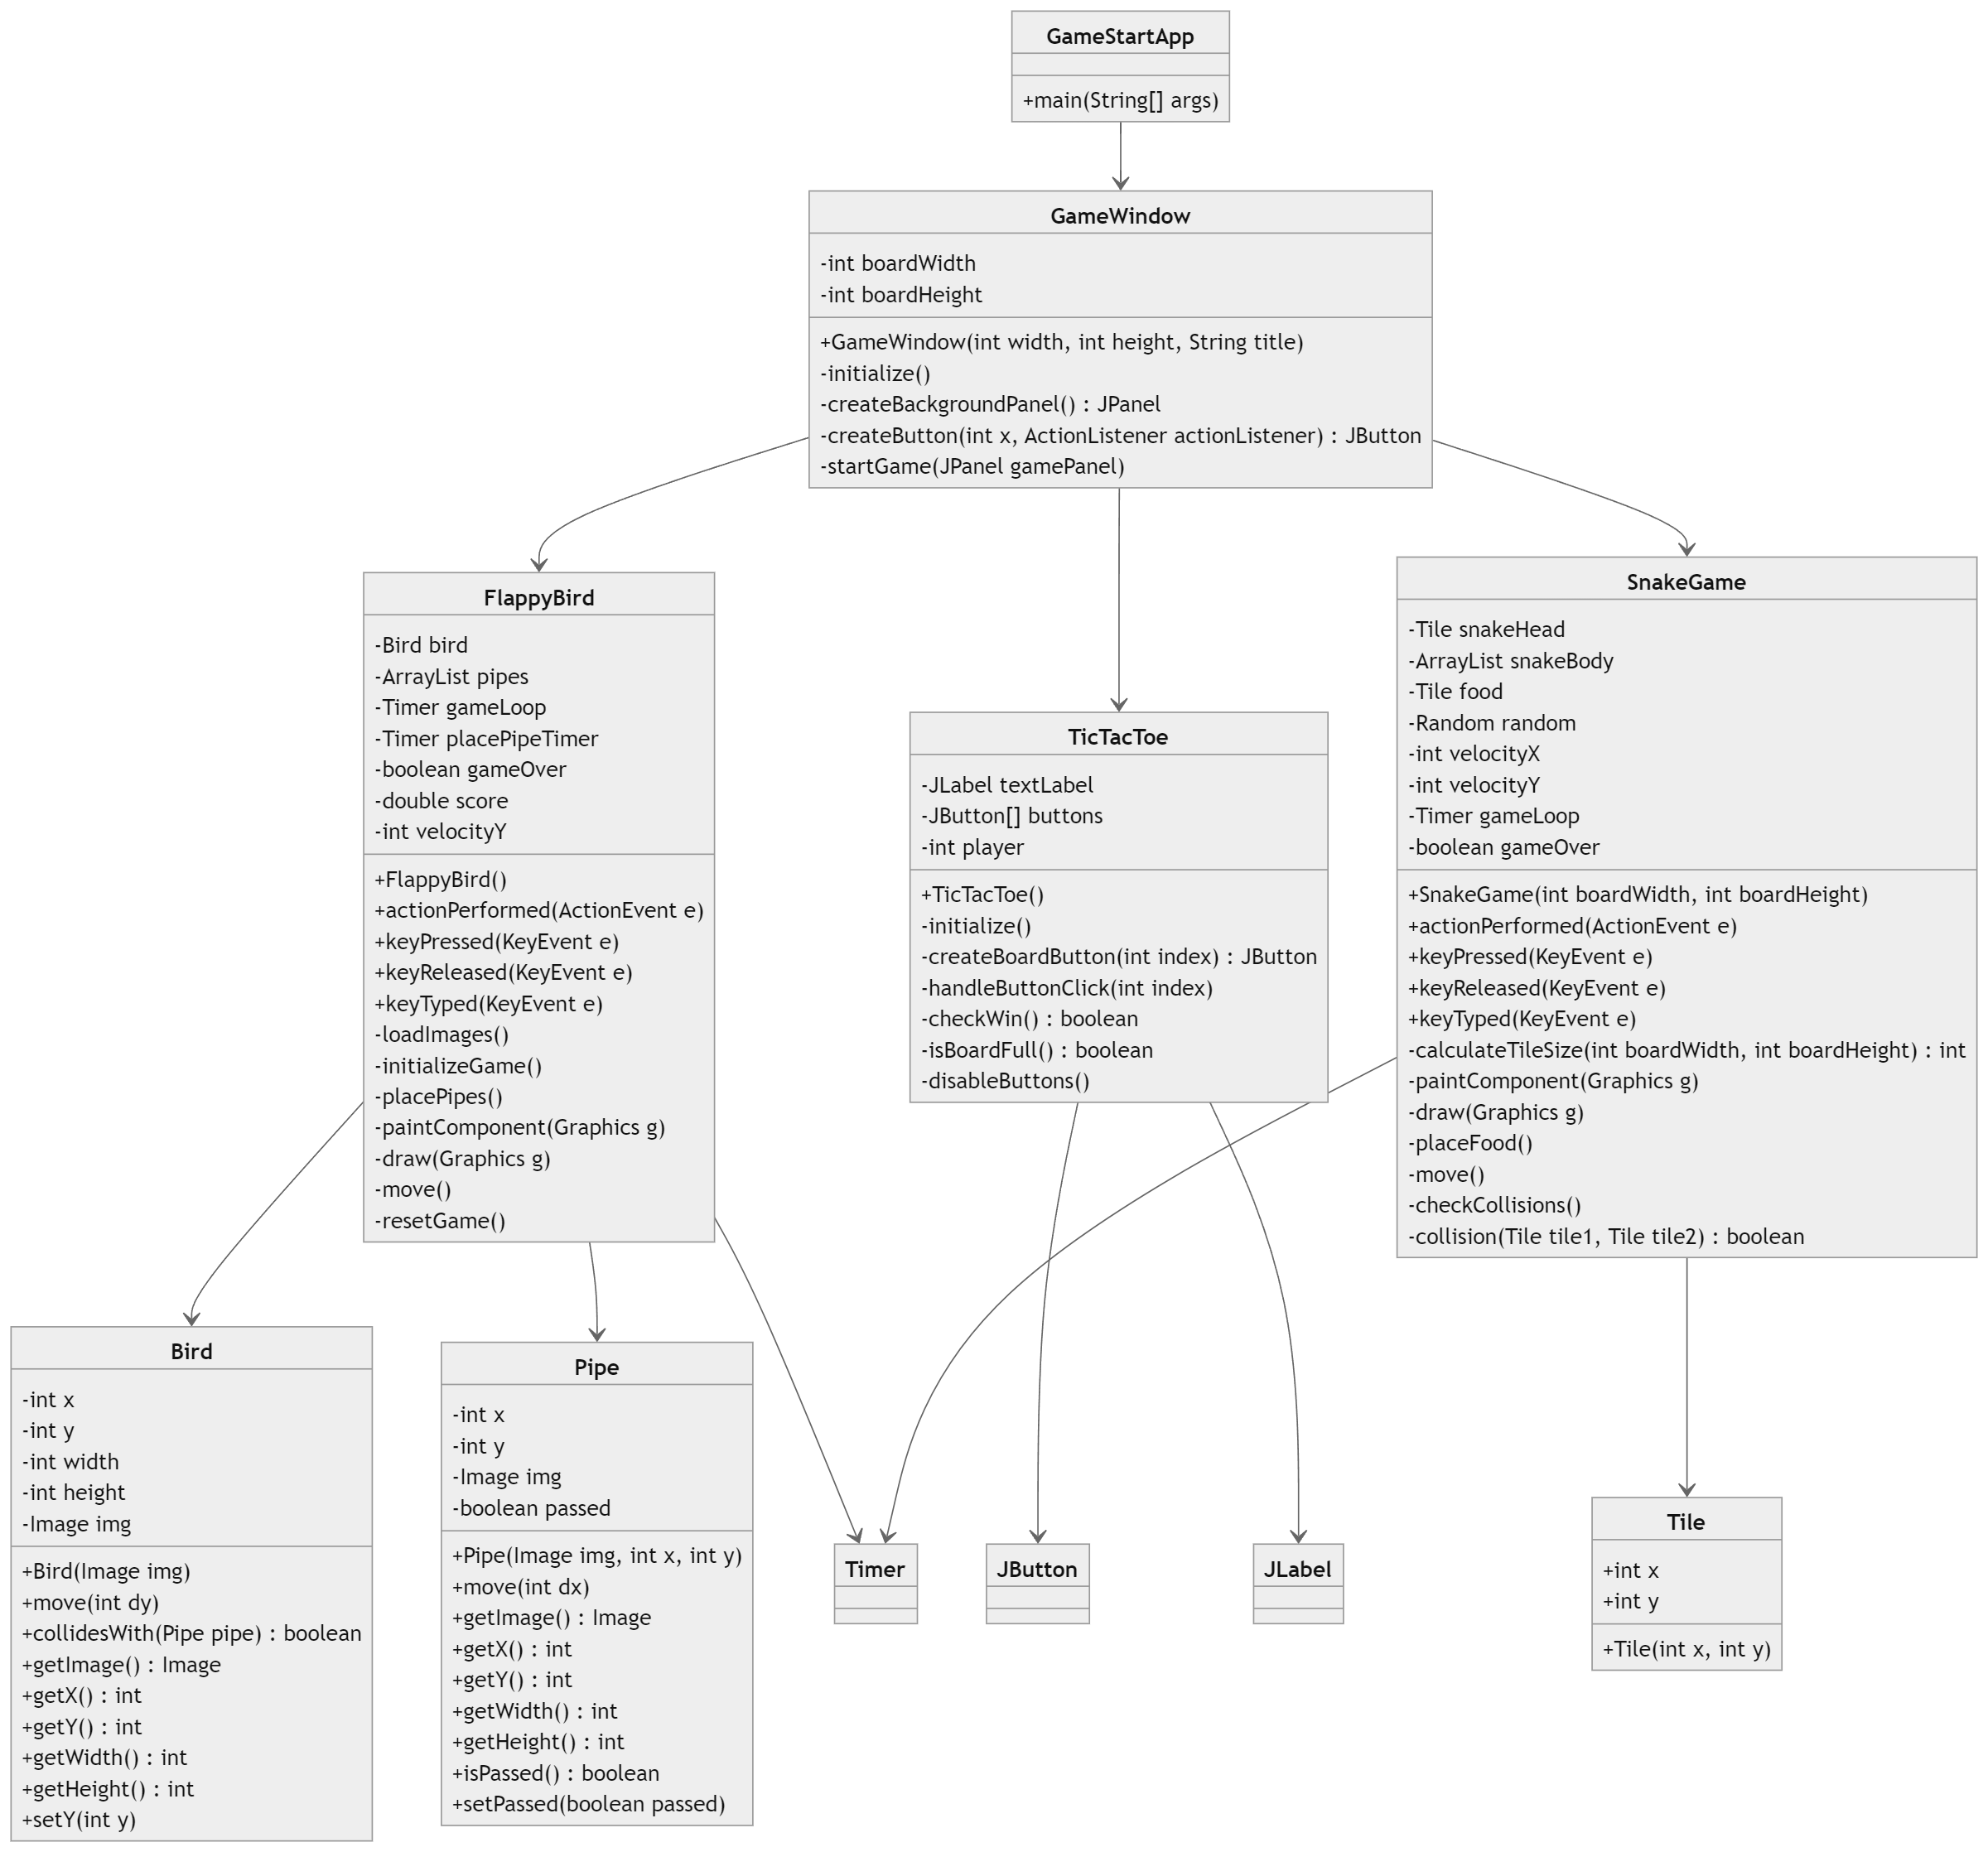 GameStartApp
+main(String[] args)
GameWindow
-int boardWidth
-int boardHeight
+GameWindow(int width, int height, String title)
-initialize()
-createBackgroundPanel() : JPanel
-createButton(int x, ActionListener actionListener) : JButton
-startGame(JPanel gamePanel)
FlappyBird
-Bird bird
-ArrayList pipes
-Timer gameLoop
-Timer placePipeTimer
-boolean gameOver
-double score
-int velocityY
+FlappyBird()
+actionPerformed(ActionEvent e)
+keyPressed(KeyEvent e)
+keyReleased(KeyEvent e)
+keyTyped(KeyEvent e)
-loadImages()
-initializeGame()
-placePipes()
-paintComponent(Graphics g)
-draw(Graphics g)
-move()
-resetGame()
TicTacToe
-JLabel textLabel
-JButton[] buttons
-int player
+TicTacToe()
-initialize()
-createBoardButton(int index) : JButton
-handleButtonClick(int index)
-checkWin() : boolean
-isBoardFull() : boolean
-disableButtons()
SnakeGame
-Tile snakeHead
-ArrayList snakeBody
-Tile food
-Random random
-int velocityX
-int velocityY
-Timer gameLoop
-boolean gameOver
+SnakeGame(int boardWidth, int boardHeight)
+actionPerformed(ActionEvent e)
+keyPressed(KeyEvent e)
+keyReleased(KeyEvent e)
+keyTyped(KeyEvent e)
-calculateTileSize(int boardWidth, int boardHeight) : int
-paintComponent(Graphics g)
-draw(Graphics g)
-placeFood()
-move()
-checkCollisions()
-collision(Tile tile1, Tile tile2) : boolean
Bird
-int x
-int y
-int width
-int height
-Image img
+Bird(Image img)
+move(int dy)
+collidesWith(Pipe pipe) : boolean
+getImage() : Image
+getX() : int
+getY() : int
+getWidth() : int
+getHeight() : int
+setY(int y)
Pipe
-int x
-int y
-Image img
-boolean passed
+Pipe(Image img, int x, int y)
+move(int dx)
+getImage() : Image
+getX() : int
+getY() : int
+getWidth() : int
+getHeight() : int
+isPassed() : boolean
+setPassed(boolean passed)
Timer
JButton
JLabel
Tile
+int x
+int y
+Tile(int x, int y)